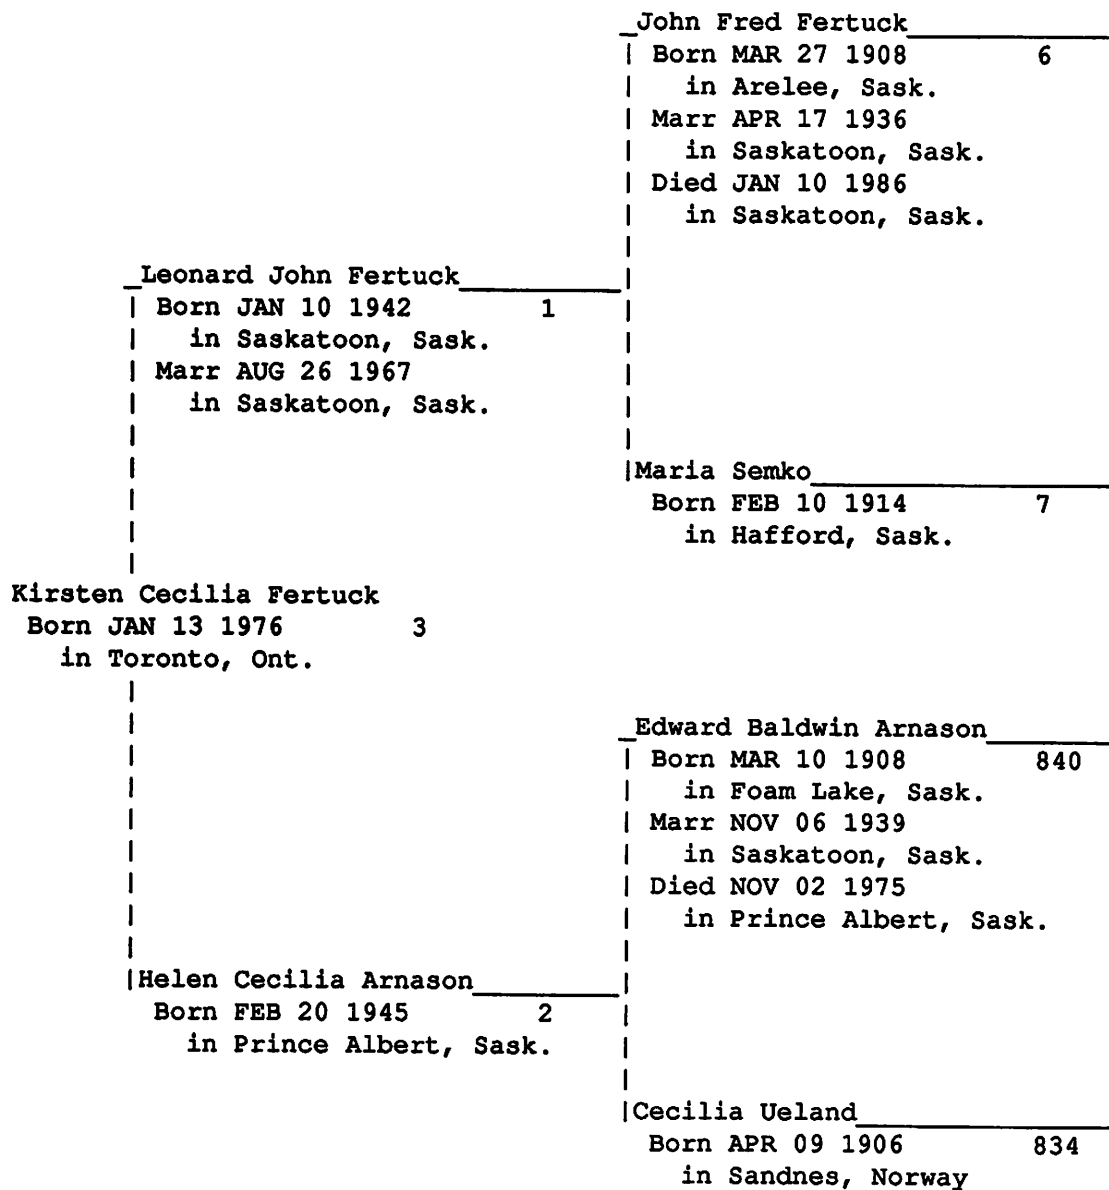 John Fred Fertuck
Born MAR 27 1908 6
in Arelee, Sask.
Marr APR 17 1936
in Saskatoon, Sask.
Died JAN 10 1986
in Saskatoon, Sask.
Leonard John Fertuck
Born JAN 10 1942 1
in Saskatoon, Sask.
Marr AUG 26 1967
in Saskatoon, Sask.
Maria Semko
Born FEB 10 1914 7
in Hafford, Sask.
Kirsten Cecilia Fertuck
Born JAN 13 1976 3
in Toronto, Ont.
Edward Baldwin Arnason
Born MAR 10 1908 840
in Foam Lake, Sask.
Marr NOV 06 1939
in Saskatoon, Sask.
Died NOV 02 1975
in Prince Albert, Sask.
Helen Cecilia Arnason
Born FEB 20 1945 2
in Prince Albert, Sask.
Cecilia Ueland
Born APR 09 1906 834
in Sandnes, Norway